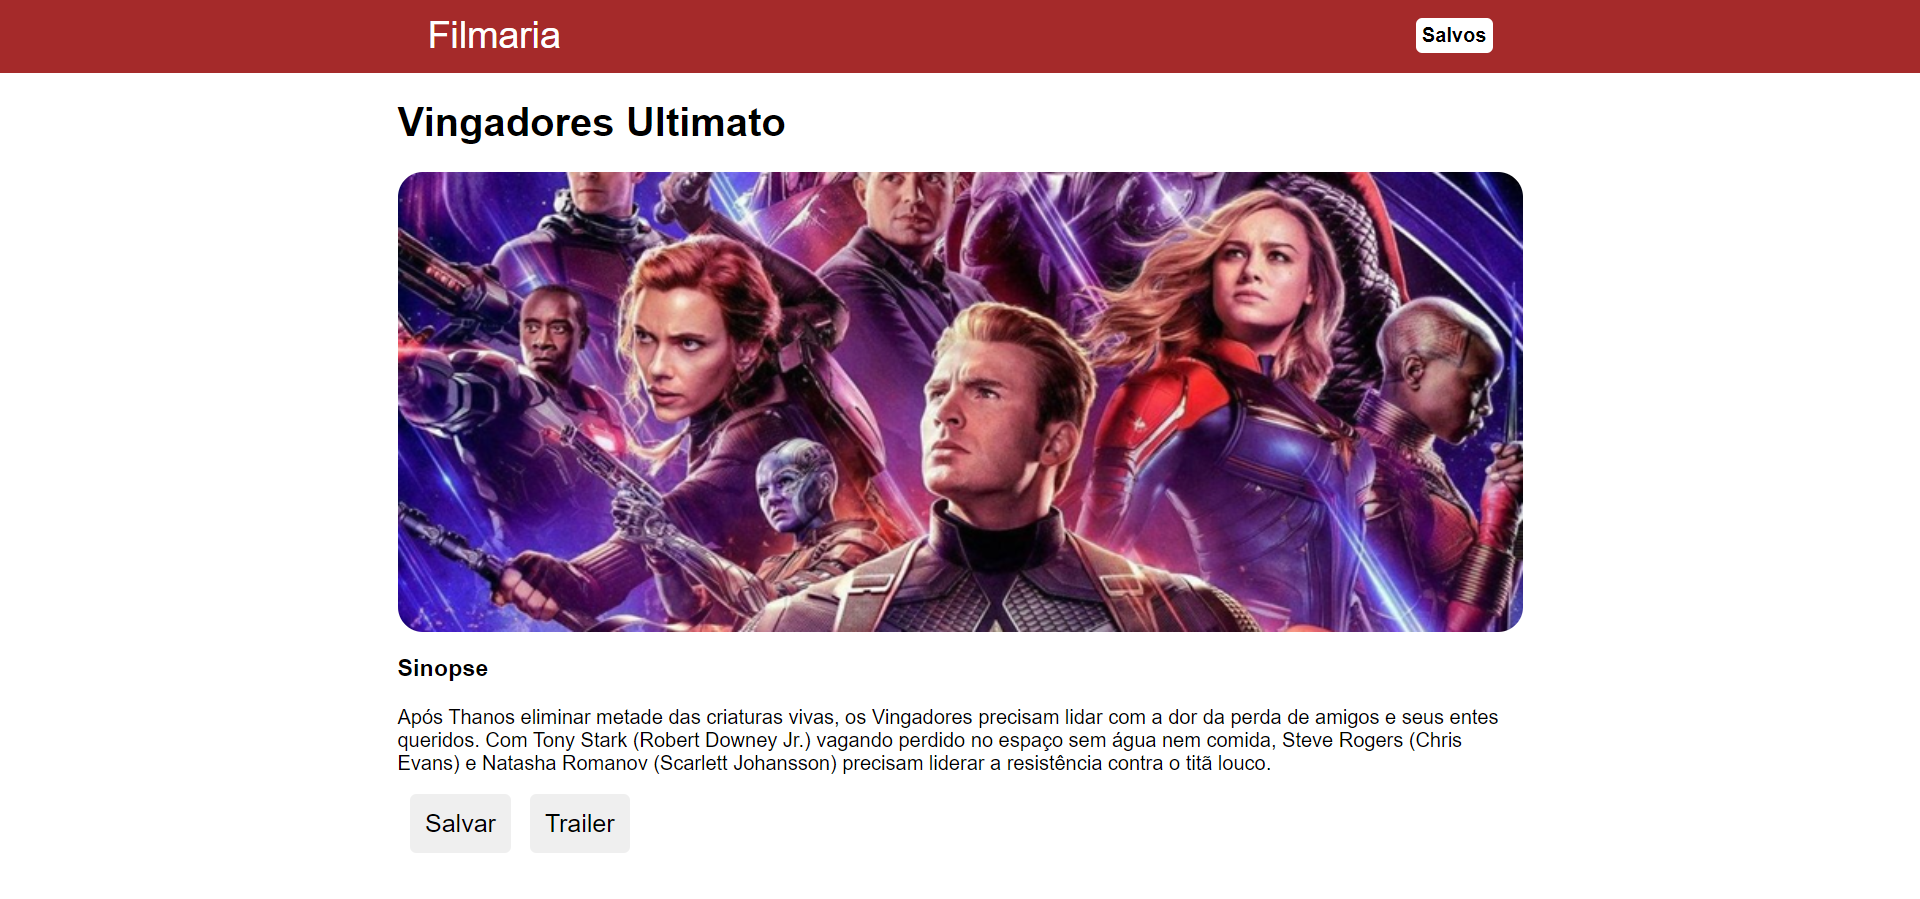 Filmaria
Salvos
Vingadores Ultimato
Sinopse
Após Thanos eliminar metade das criaturas vivas, os Vingadores precisam lidar com a dor da perda de amigos e seus entes
queridos. Com Tony Stark (Robert Downey Jr.) vagando perdido no espaço sem água nem comida, Steve Rogers (Chris
Evans) e Natasha Romanov (Scarlett Johansson) precisam liderar a resistência contra o titã louco.
Salvar
Trailer